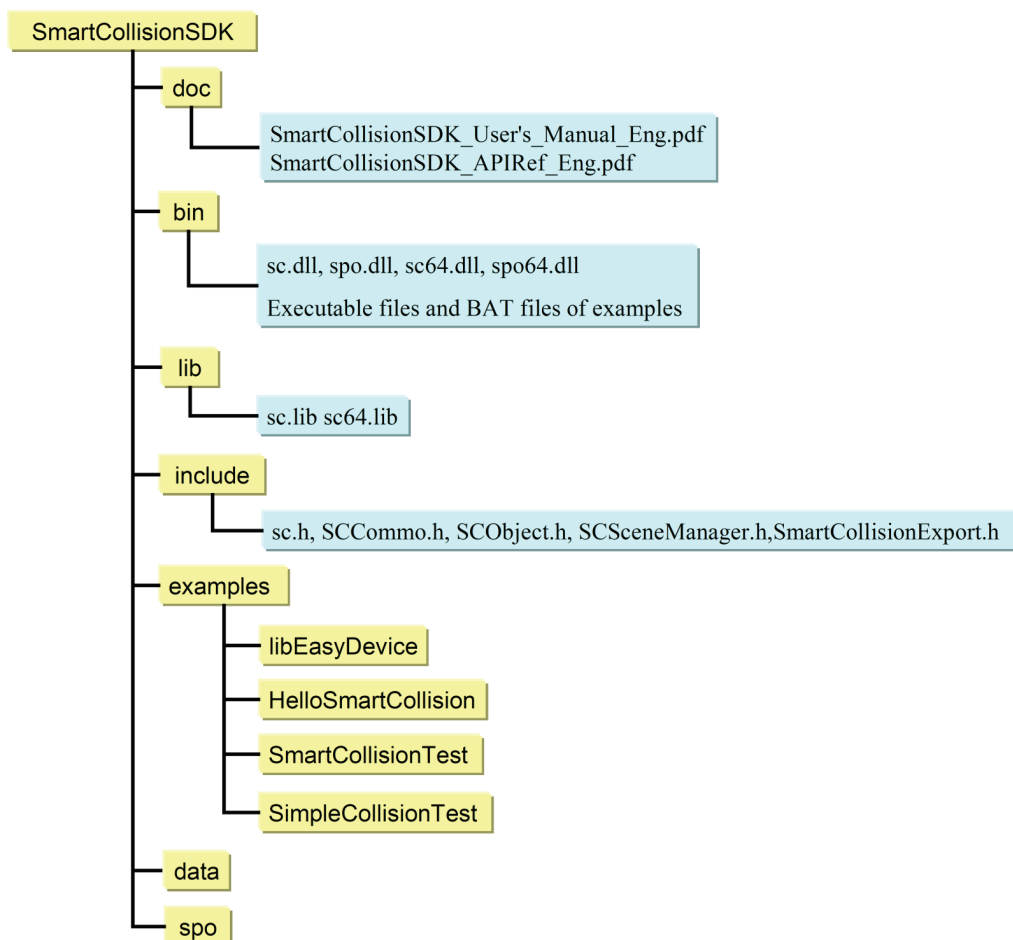 SmartCollisionSDK
doc
SmartCollisionSDK_User's_Manual_Eng.pdf
SmartCollisionSDK_APIRef_Eng.pdf
bin
sc.dll, spo.dll, sc64.dll, spo64.dll
Executable files and BAT files of examples
lib
sc.lib sc64.lib
include
sc.h, SCCommo.h, SCObject.h, SCSceneManager.h,SmartCollisionExport.h
examples
libEasyDevice
HelloSmartCollision
SmartCollisionTest
SimpleCollisionTest
data
spo